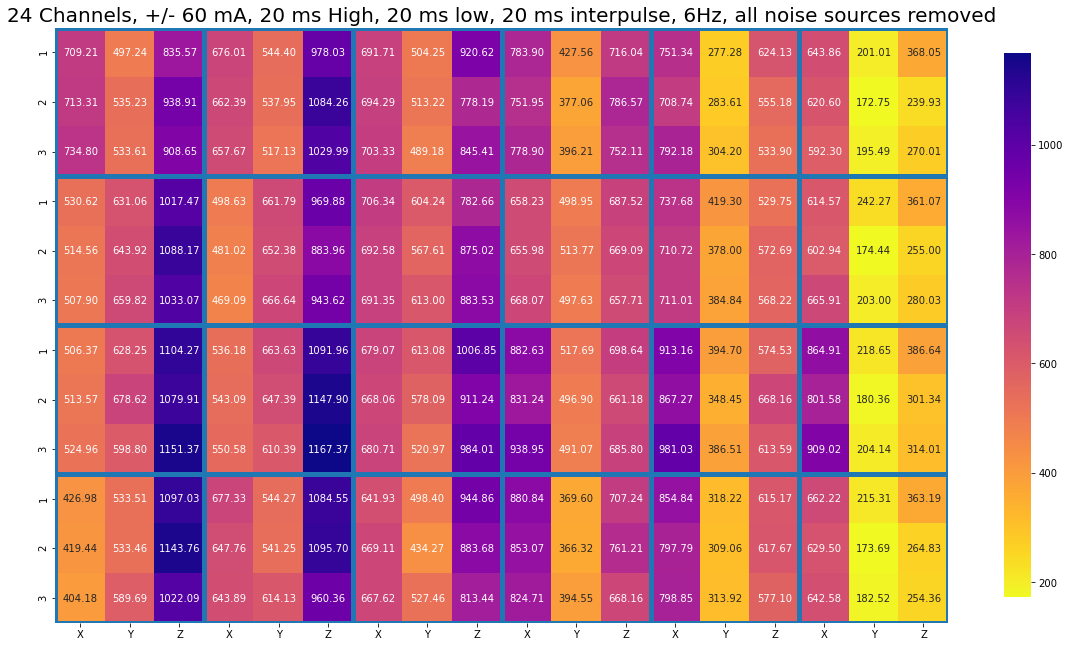 24 Channels, +/- 60 mA, 20 ms High, 20 ms low, 20 ms interpulse, 6Hz, all noise sources removed
1 709.21 497.24 835.57 676.01 544.40 978.03 691.71 504.25 920.62 783.90 427.56 716.04 751.34 277.28 624.13 643.86 201.01 368.05
2 713.31 535.23 938.91 662.39 537.95 1084.26 694.29 513.22 778.19 751.95 377.06 786.57 708.74 283.61 555.18 620.60 172.75 239.93
3 734.80 533.61 908.65 657.67 517.13 1029.99 703.33 489.18 845.41 778.90 396.21 752.11 792.18 304.20 533.90 592.30 195.49 270.01
1 530.62 631.06 1017.47 498.63 661.79 969.88 706.34 604.24 782.66 658.23 498.95 687.52 737.68 419.30 529.75 614.57 242.27 361.07
2 514.56 643.92 1088.17 481.02 652.38 883.96 692.58 567.61 875.02 655.98 513.77 669.09 710.72 378.00 572.69 602.94 174.44 255.00
3 507.90 659.82 1033.07 469.09 666.64 943.62 691.35 613.00 883.53 668.07 497.63 657.71 711.01 384.84 568.22 665.91 203.00 280.03
1 506.37 628.25 1104.27 536.18 663.63 1091.96 679.07 613.08 1006.85 882.63 517.69 698.64 913.16 394.70 574.53 864.91 218.65 386.64
2 513.57 678.62 1079.91 543.09 647.39 1147.90 668.06 578.09 911.24 831.24 496.90 661.18 867.27 348.45 668.16 801.58 180.36 301.34
3 524.96 598.80 1151.37 550.58 610.39 1167.37 680.71 520.97 984.01 938.95 491.07 685.80 981.03 386.51 613.59 909.02 204.14 314.01
1 426.98 533.51 1097.03 677.33 544.27 1084.55 641.93 498.40 944.86 880.84 369.60 707.24 854.84 318.22 615.17 662.22 215.31 363.19
2 419.44 533.46 1143.76 647.76 541.25 1095.70 669.11 434.27 883.68 853.07 366.32 761.21 797.79 309.06 617.67 629.50 173.69 264.83
3 404.18 589.69 1022.09 643.89 614.13 960.36 667.62 527.46 813.44 824.71 394.55 668.16 798.85 313.92 577.10 642.58 182.52 254.36
X Y Z X Y Z X Y Z X Y Z X Y Z X Y Z
1000
800
600
400
200